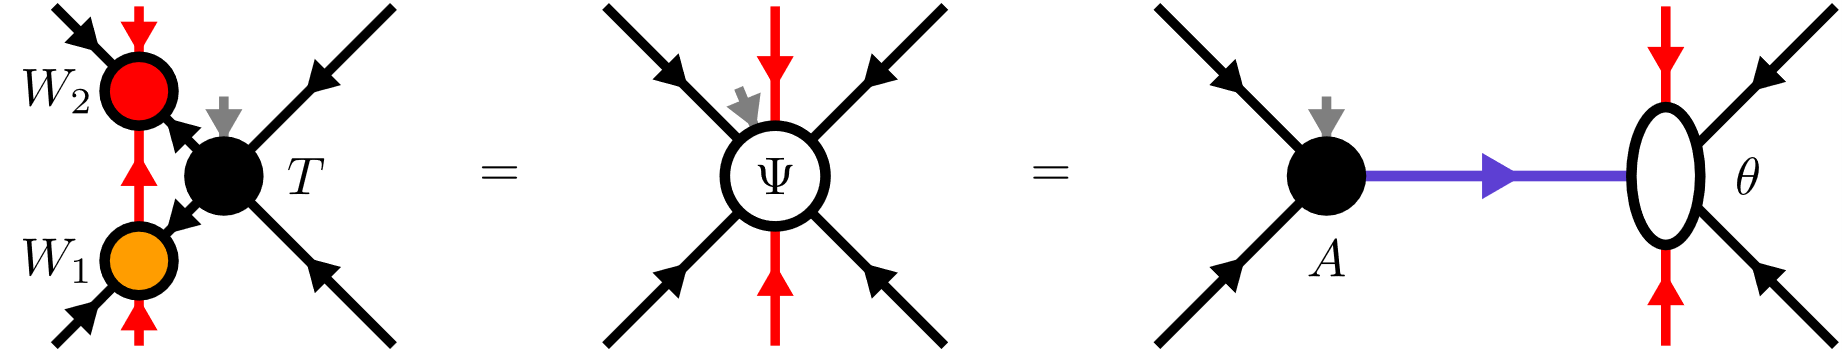 W₂
T
=
Ψ
=
θ
W₁
A